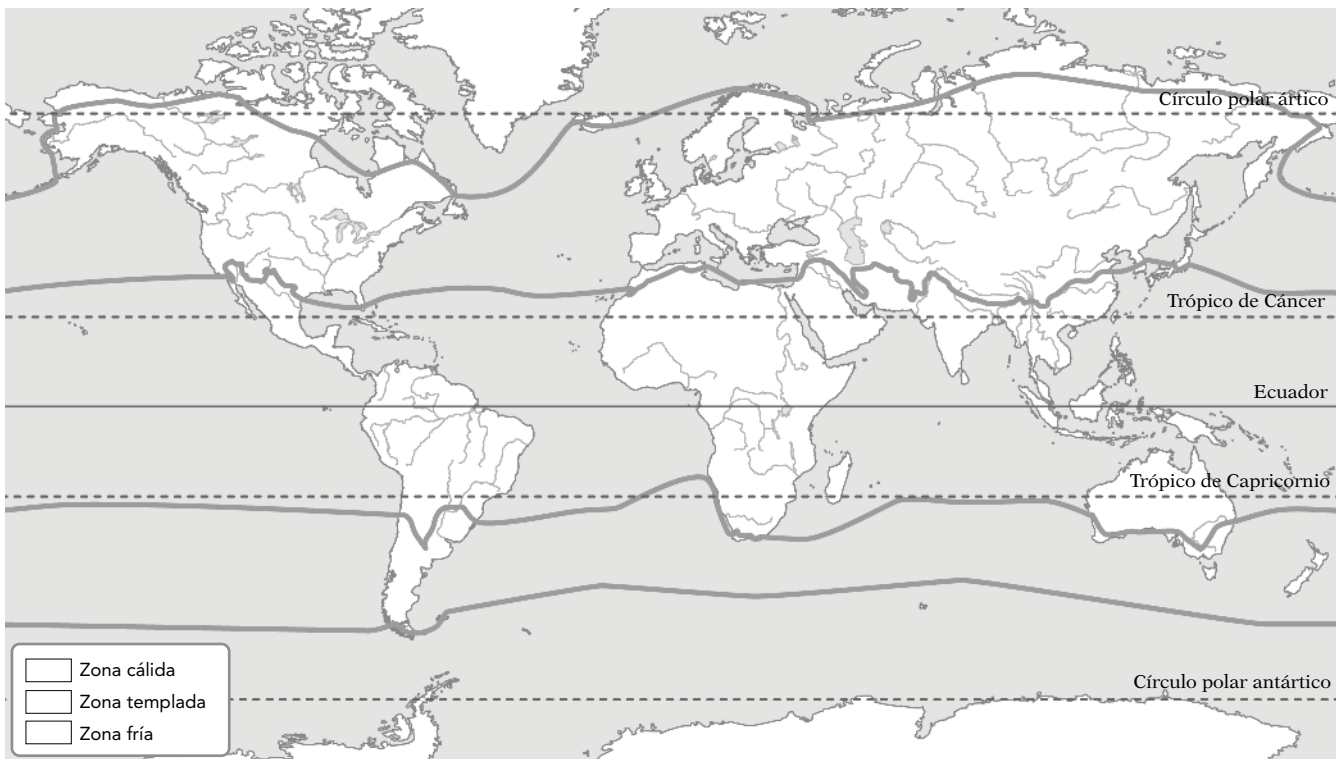 Círculo polar ártico
Trópico de Cáncer
Ecuador
Trópico de Capricornio
Círculo polar antártico
Zona cálida
Zona templada
Zona fría